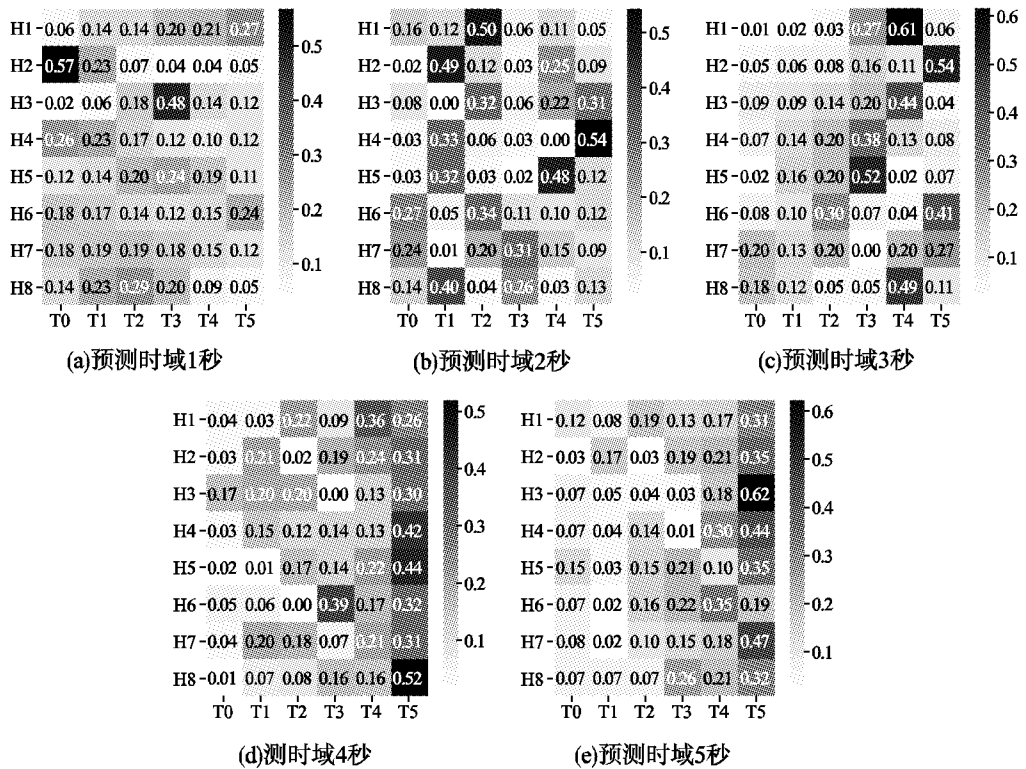 H1 0.06 0.14 0.14 0.20 0.21 0.27
H2 0.57 0.23 0.07 0.04 0.04 0.05
H3 0.02 0.06 0.18 0.48 0.14 0.12
H4 0.26 0.23 0.17 0.12 0.10 0.12
H5 0.12 0.14 0.20 0.24 0.19 0.11
H6 0.18 0.17 0.14 0.12 0.15 0.24
H7 0.18 0.19 0.19 0.18 0.15 0.12
H8 0.14 0.23 0.29 0.20 0.09 0.05
T0 T1 T2 T3 T4 T5
0.5
0.4
0.3
0.2
0.1
(a)预测时域1秒
H1 0.16 0.12 0.50 0.06 0.11 0.05
H2 0.02 0.49 0.12 0.03 0.25 0.09
H3 0.08 0.00 0.32 0.06 0.22 0.31
H4 0.03 0.33 0.06 0.03 0.00 0.54
H5 0.03 0.32 0.03 0.02 0.48 0.12
H6 0.27 0.05 0.34 0.11 0.10 0.12
H7 0.24 0.01 0.20 0.31 0.15 0.09
H8 0.14 0.40 0.04 0.26 0.03 0.13
T0 T1 T2 T3 T4 T5
0.5
0.4
0.3
0.2
0.1
(b)预测时域2秒
H1 0.01 0.02 0.03 0.27 0.61 0.06
H2 0.05 0.06 0.08 0.16 0.11 0.54
H3 0.09 0.09 0.14 0.20 0.44 0.04
H4 0.07 0.14 0.20 0.38 0.13 0.08
H5 0.02 0.16 0.20 0.52 0.02 0.07
H6 0.08 0.10 0.30 0.07 0.04 0.41
H7 0.20 0.13 0.20 0.00 0.20 0.27
H8 0.18 0.12 0.05 0.05 0.49 0.11
T0 T1 T2 T3 T4 T5
0.6
0.5
0.4
0.3
0.2
0.1
(c)预测时域3秒
H1 0.04 0.03 0.22 0.09 0.36 0.26
H2 0.03 0.21 0.02 0.19 0.24 0.31
H3 0.17 0.20 0.20 0.00 0.13 0.30
H4 0.03 0.15 0.12 0.14 0.13 0.42
H5 0.02 0.01 0.17 0.14 0.22 0.44
H6 0.05 0.06 0.00 0.39 0.17 0.32
H7 0.04 0.20 0.18 0.07 0.21 0.31
H8 0.01 0.07 0.08 0.16 0.16 0.52
T0 T1 T2 T3 T4 T5
0.5
0.4
0.3
0.2
0.1
(d)测时域4秒
H1 0.12 0.08 0.19 0.13 0.17 0.31
H2 0.03 0.17 0.03 0.19 0.21 0.35
H3 0.07 0.05 0.04 0.03 0.18 0.62
H4 0.07 0.04 0.14 0.01 0.30 0.44
H5 0.15 0.03 0.15 0.21 0.10 0.35
H6 0.07 0.02 0.16 0.22 0.35 0.19
H7 0.08 0.02 0.10 0.15 0.18 0.47
H8 0.07 0.07 0.07 0.26 0.21 0.32
T0 T1 T2 T3 T4 T5
0.6
0.5
0.4
0.3
0.2
0.1
(e)预测时域5秒